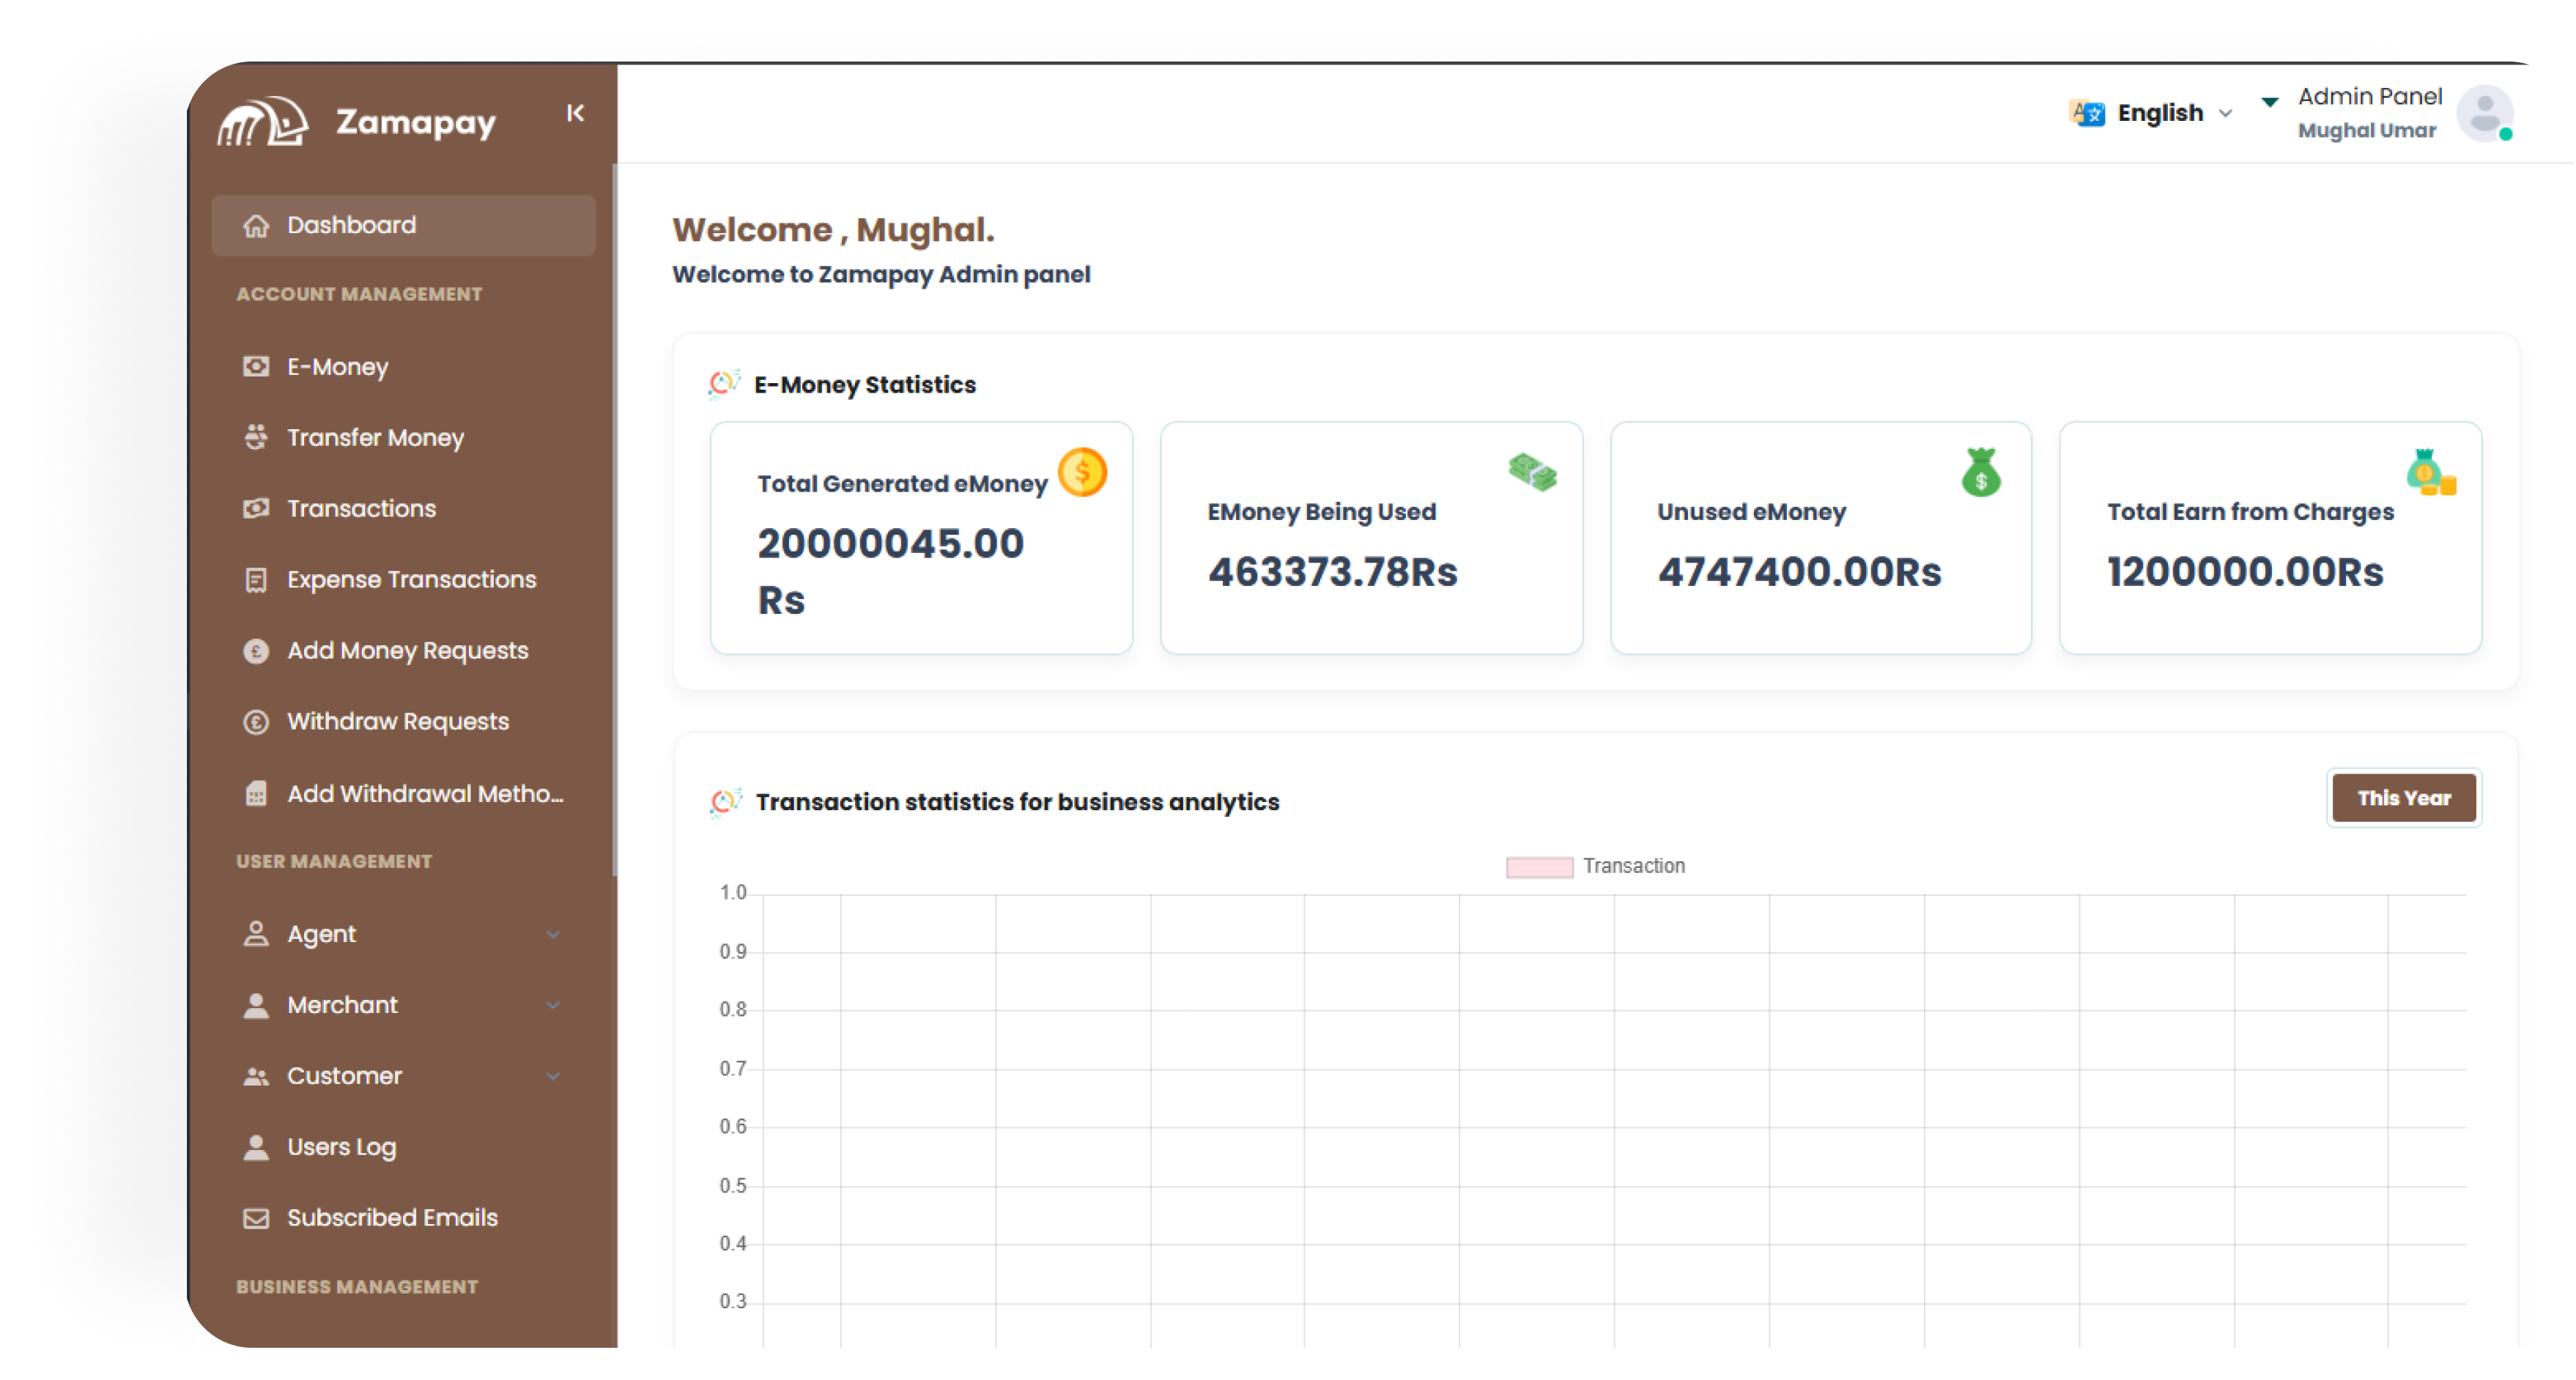 Zamapay
English
Admin Panel
Mughal Umar
Dashboard
ACCOUNT MANAGEMENT
E-Money
Transfer Money
Transactions
Expense Transactions
Add Money Requests
Withdraw Requests
Add Withdrawal Metho...
USER MANAGEMENT
Agent
Merchant
Customer
Users Log
Subscribed Emails
BUSINESS MANAGEMENT
Welcome , Mughal.
Welcome to Zamapay Admin panel
E-Money Statistics
Total Generated eMoney
20000045.00
Rs
EMoney Being Used
463373.78Rs
Unused eMoney
4747400.00Rs
Total Earn from Charges
1200000.00Rs
Transaction statistics for business analytics
This Year
Transaction
1.0
0.9
0.8
0.7
0.6
0.5
0.4
0.3